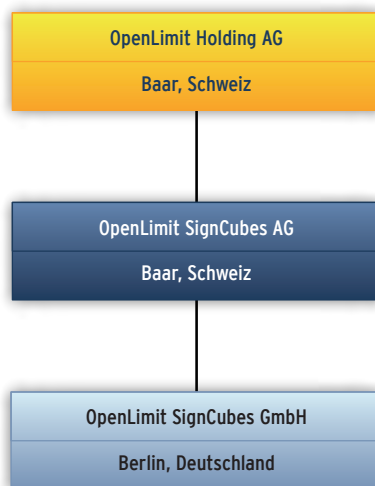 OpenLimit Holding AG
Baar, Schweiz
OpenLimit SignCubes AG
Baar, Schweiz
OpenLimit SignCubes GmbH
Berlin, Deutschland